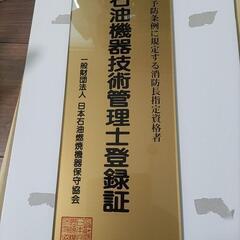 予防条例に規定する消防長指定資格者
石油機器技術管理士登録証
一般財団法人 日本石油燃焼機器保守協会